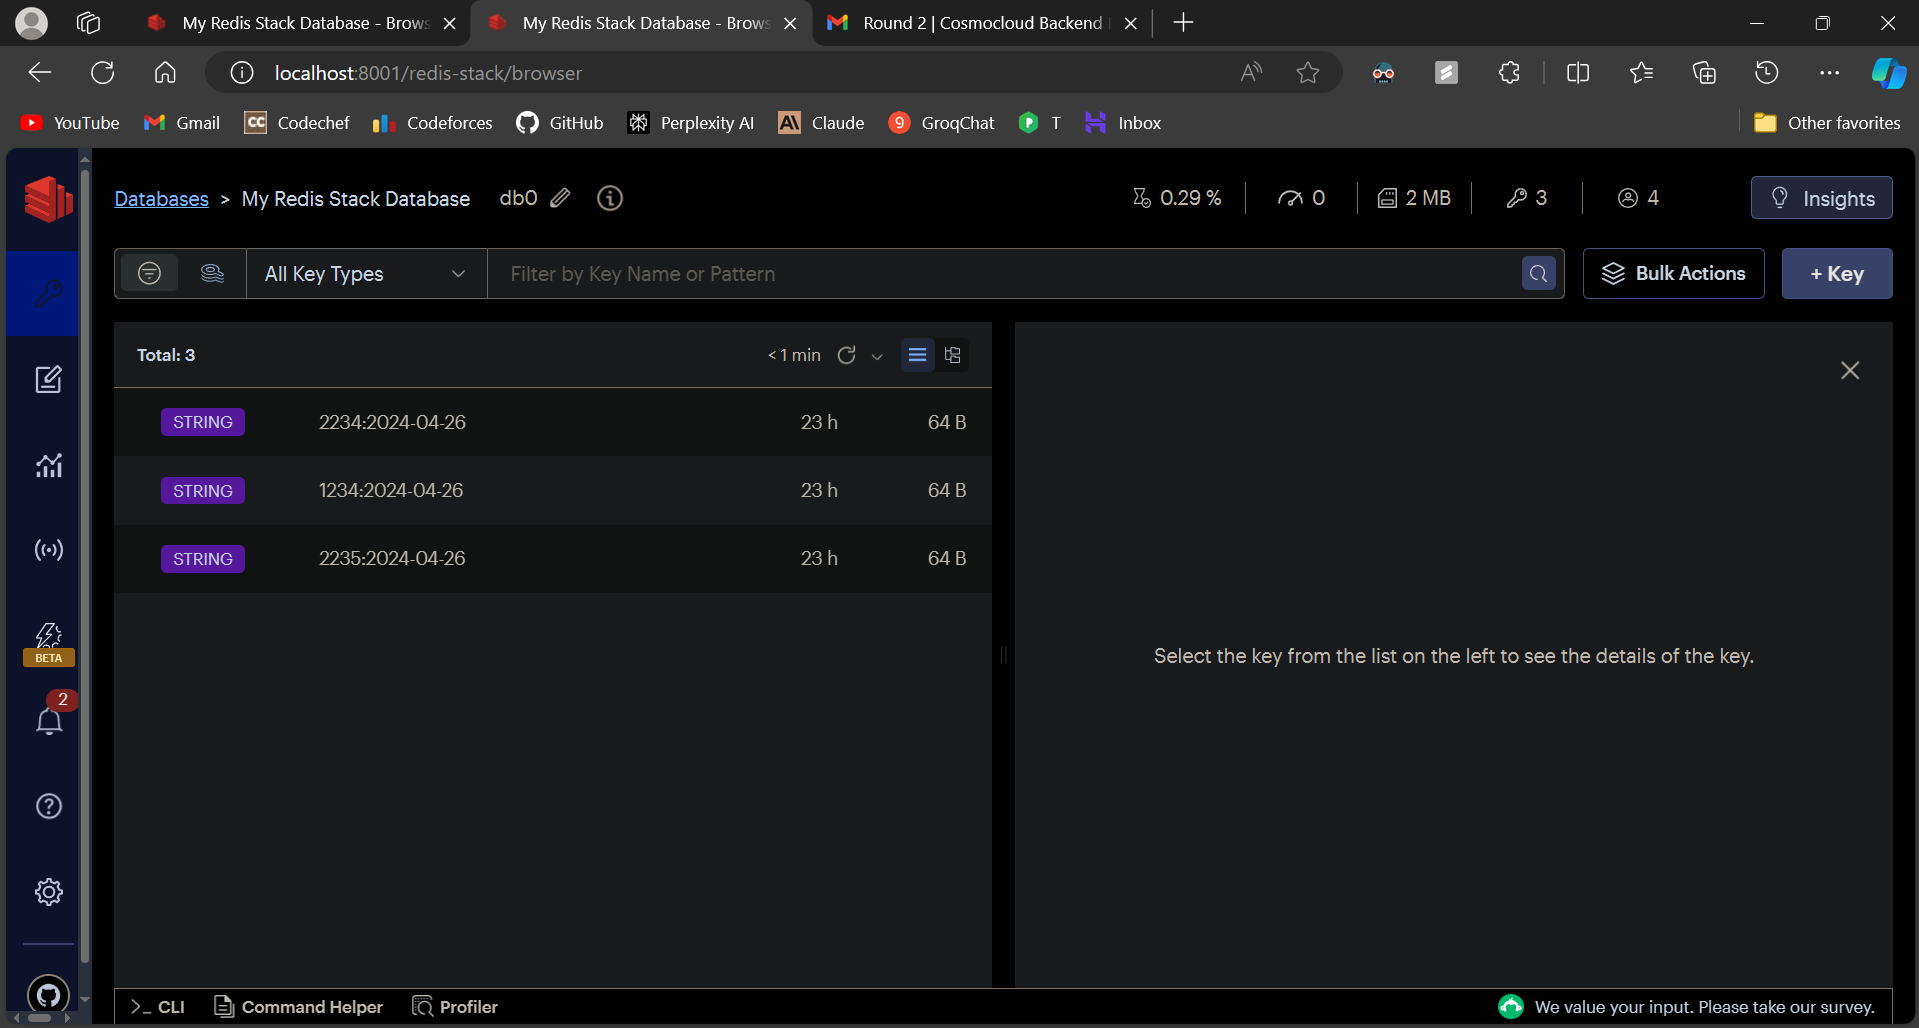 My Redis Stack Database - Brows
My Redis Stack Database - Brows
Round 2 | Cosmocloud Backend
localhost:8001/redis-stack/browser
YouTube
Gmail
CC
Codechef
Codeforces
GitHub
Perplexity AI
Claude
9
GroqChat
T
Inbox
Other favorites
Databases > My Redis Stack Database db0
0.29 %
0
2 MB
3
4
Insights
All Key Types
Filter by Key Name or Pattern
Bulk Actions
+ Key
Total: 3
< 1 min
STRING 2234:2024-04-26 23 h 64 B
STRING 1234:2024-04-26 23 h 64 B
STRING 2235:2024-04-26 23 h 64 B
Select the key from the list on the left to see the details of the key.
BETA
2
>_ CLI
Command Helper
Profiler
We value your input. Please take our survey.